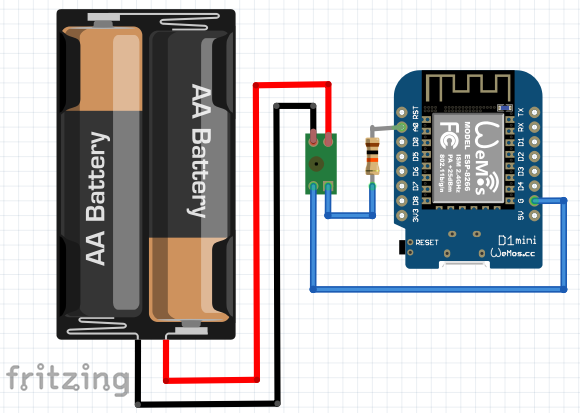 AA Battery
AA Battery
RST
A0
D0
D5
D6
D7
D8
3V3
TX
RX
D1
D2
D3
D4
G
5V
WeMos
MODEL ESP-8266
ISM 2.4GHz
PA +25dBm
802.11b/g/n
FC
RESET
D1 mini
WeMos.cc
fritzing